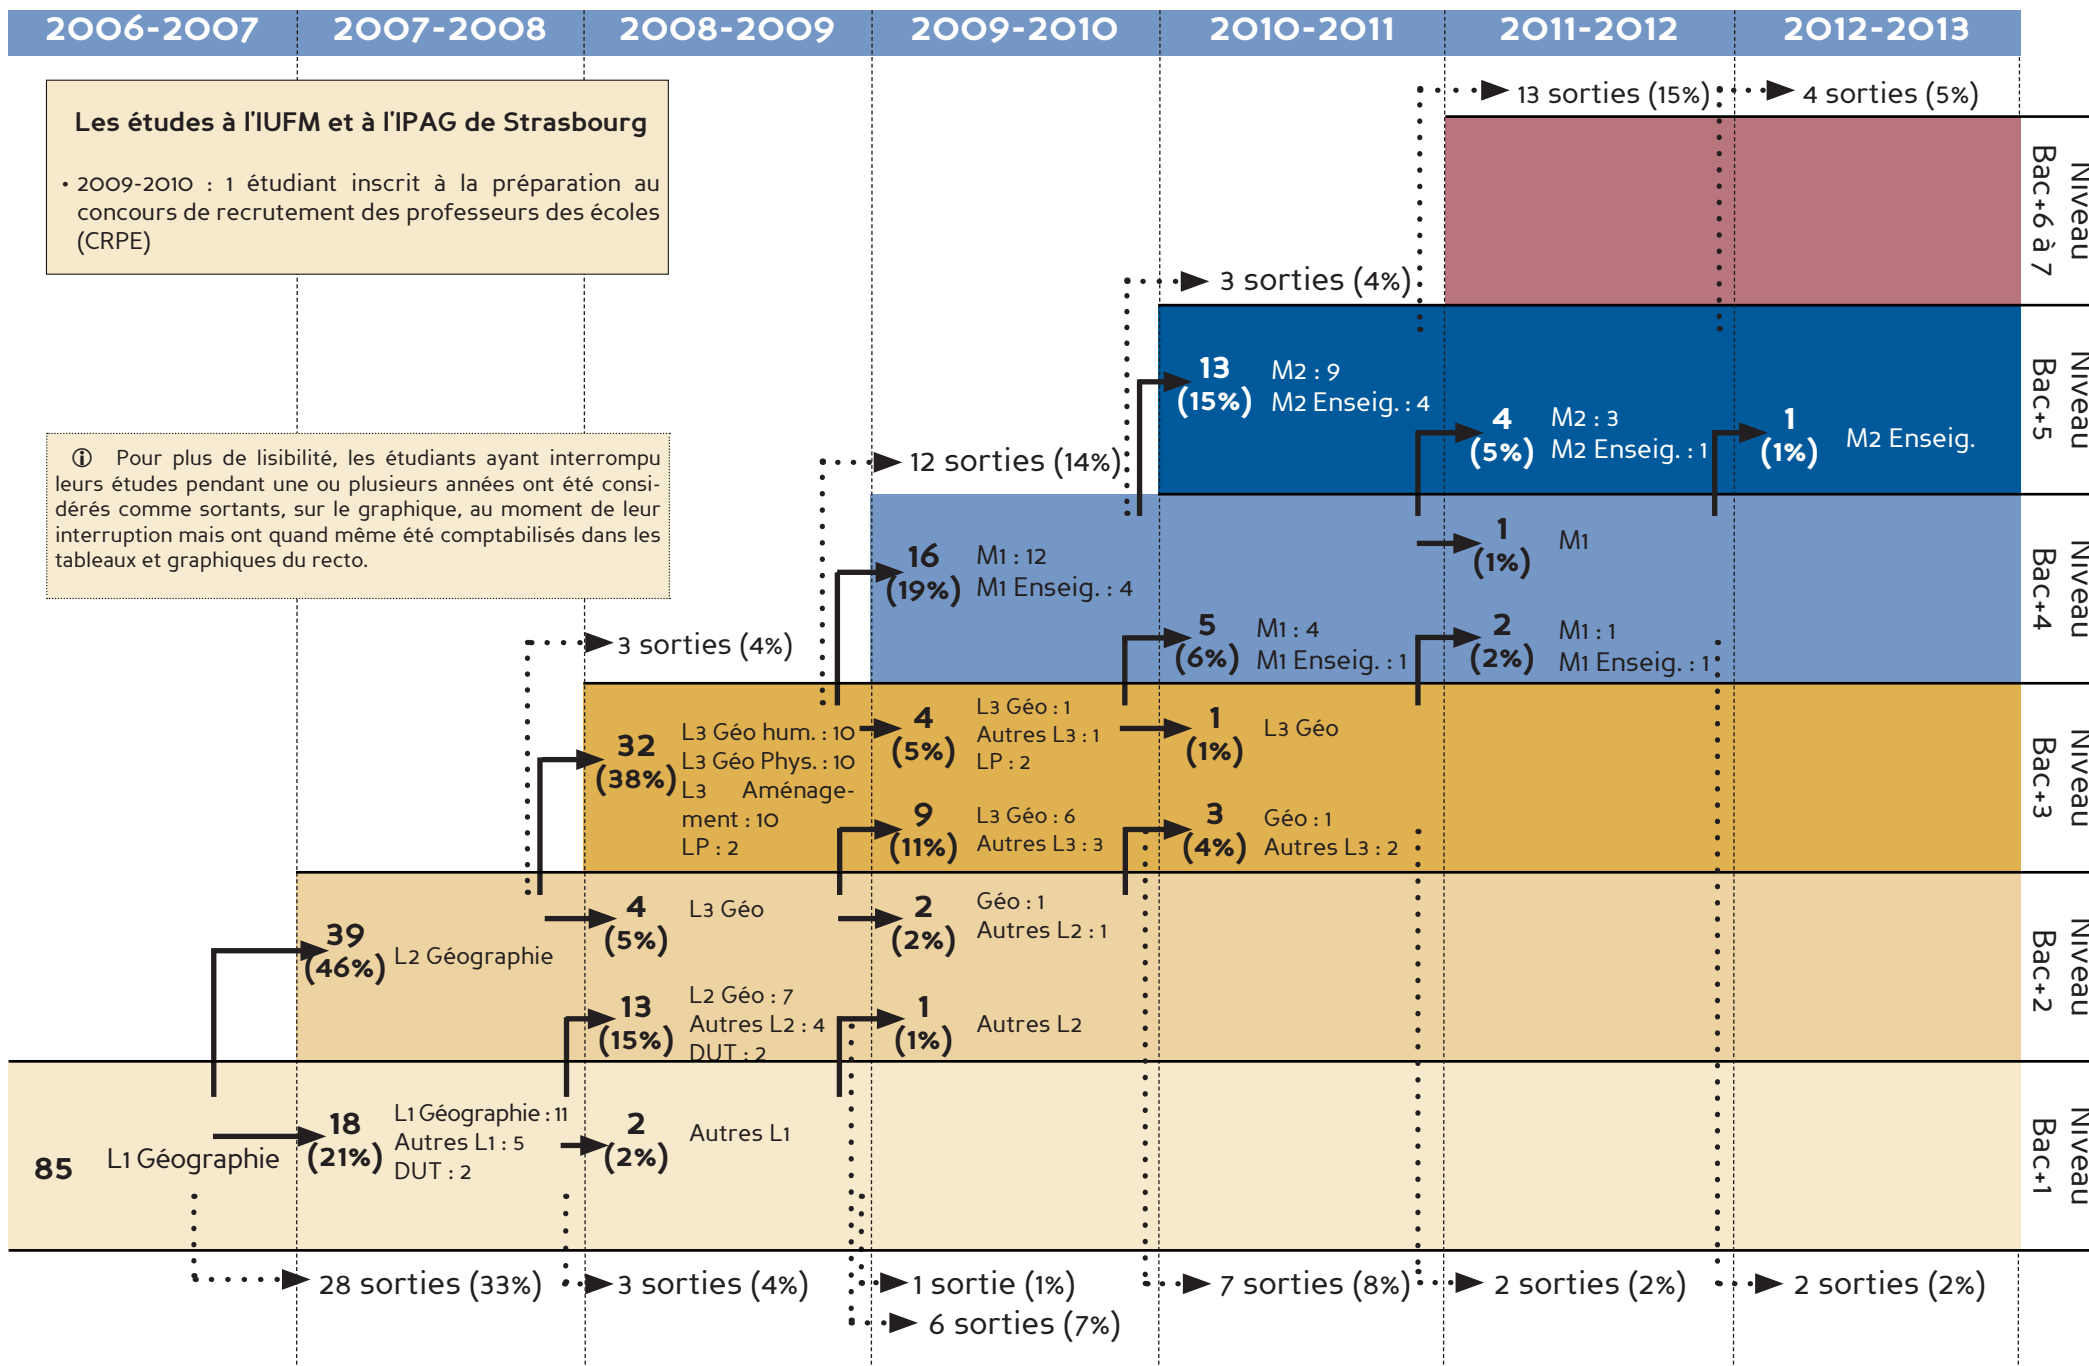 2006-2007 2007-2008 2008-2009 2009-2010 2010-2011 2011-2012 2012-2013
13 sorties (15%)
4 sorties (5%)
Les études à l'IUFM et à l'IPAG de Strasbourg
• 2009-2010 : 1 étudiant inscrit à la préparation au
concours de recrutement des professeurs des écoles
(CRPE)
Niveau
Bac+6 à 7
3 sorties (4%)
13
(15%)
M2 : 9
M2 Enseig. : 4
4
(5%)
M2 : 3
M2 Enseig. : 1
1
(1%)
M2 Enseig.
Niveau
Bac+5
ⓘ Pour plus de lisibilité, les étudiants ayant interrompu
leurs études pendant une ou plusieurs années ont été consi-
dérés comme sortants, sur le graphique, au moment de leur
interruption mais ont quand même été comptabilisés dans les
tableaux et graphiques du recto.
12 sorties (14%)
16
(19%)
M1 : 12
M1 Enseig. : 4
1
(1%)
M1
5
(6%)
M1 : 4
M1 Enseig. : 1
2
(2%)
M1 : 1
M1 Enseig. : 1
Niveau
Bac+4
3 sorties (4%)
32
(38%)
L3 Géo hum. : 10
L3 Géo Phys. : 10
L3 Aménage-
ment : 10
LP : 2
4
(5%)
L3 Géo : 1
Autres L3 : 1
LP : 2
1
(1%)
L3 Géo
9
(11%)
L3 Géo : 6
Autres L3 : 3
3
(4%)
Géo : 1
Autres L3 : 2
Niveau
Bac+3
39
(46%)
L2 Géographie
4
(5%)
L3 Géo
2
(2%)
Géo : 1
Autres L2 : 1
13
(15%)
L2 Géo : 7
Autres L2 : 4
DUT : 2
1
(1%)
Autres L2
Niveau
Bac+2
85
L1 Géographie
18
(21%)
L1 Géographie : 11
Autres L1 : 5
DUT : 2
2
(2%)
Autres L1
Niveau
Bac+1
28 sorties (33%)
3 sorties (4%)
1 sortie (1%)
7 sorties (8%)
2 sorties (2%)
2 sorties (2%)
6 sorties (7%)